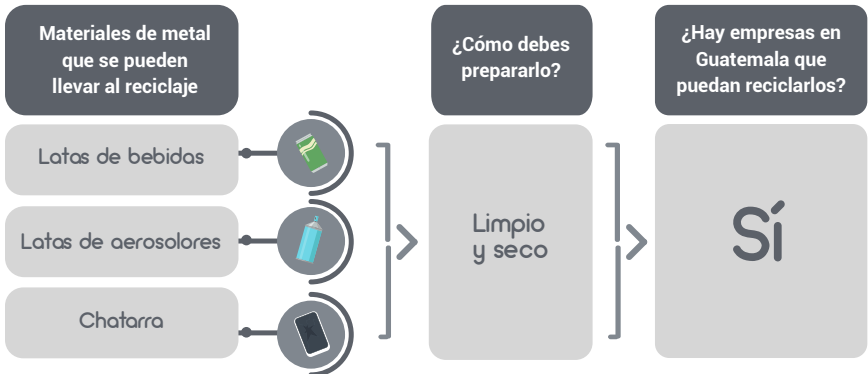 Materiales de metal
que se pueden
llevar al reciclaje
¿Cómo debes
prepararlo?
¿Hay empresas en
Guatemala que
puedan reciclarlos?
Latas de bebidas
Latas de aerosolores
Chatarra
Limpio
y seco
Sí